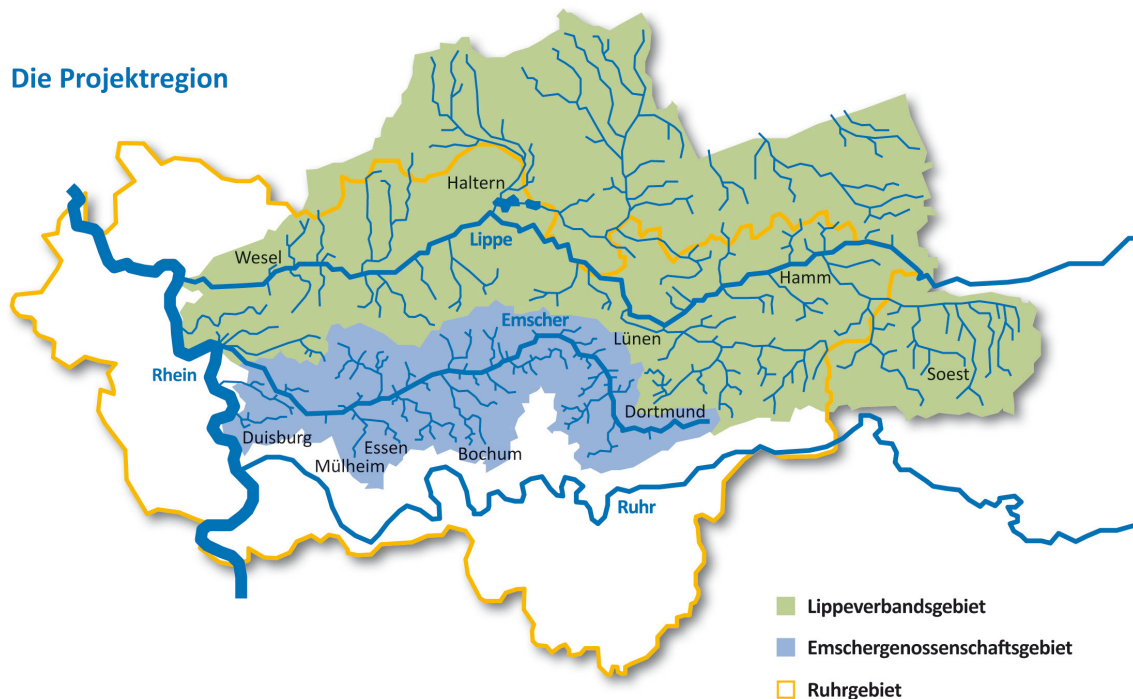 Die Projektregion
Haltern
Lippe
Wesel
Hamm
Emscher
Lünen
Rhein
Soest
Dortmund
Duisburg
Essen
Bochum
Mülheim
Ruhr
Lippeverbandsgebiet
Emschergenossenschaftsgebiet
Ruhrgebiet